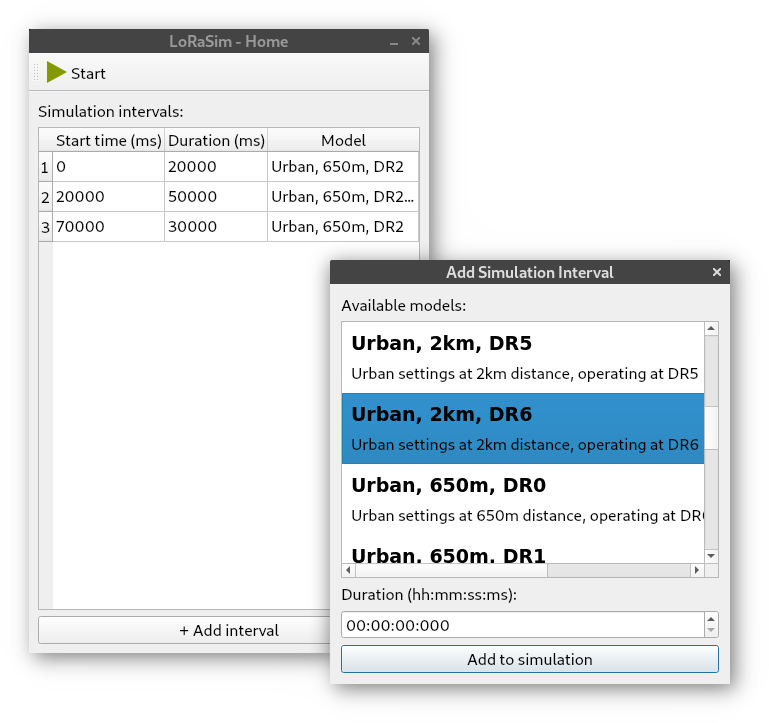 LoRaSim - Home
Start
Simulation intervals:
Start time (ms) Duration (ms) Model
1 0 20000 Urban, 650m, DR2
2 20000 50000 Urban, 650m, DR2...
3 70000 30000 Urban, 650m, DR2
+ Add interval
Add Simulation Interval
Available models:
Urban, 2km, DR5
Urban settings at 2km distance, operating at DR5
Urban, 2km, DR6
Urban settings at 2km distance, operating at DR6
Urban, 650m, DR0
Urban settings at 650m distance, operating at DR0
Urban, 650m, DR1
Duration (hh:mm:ss:ms):
00:00:00:000
Add to simulation